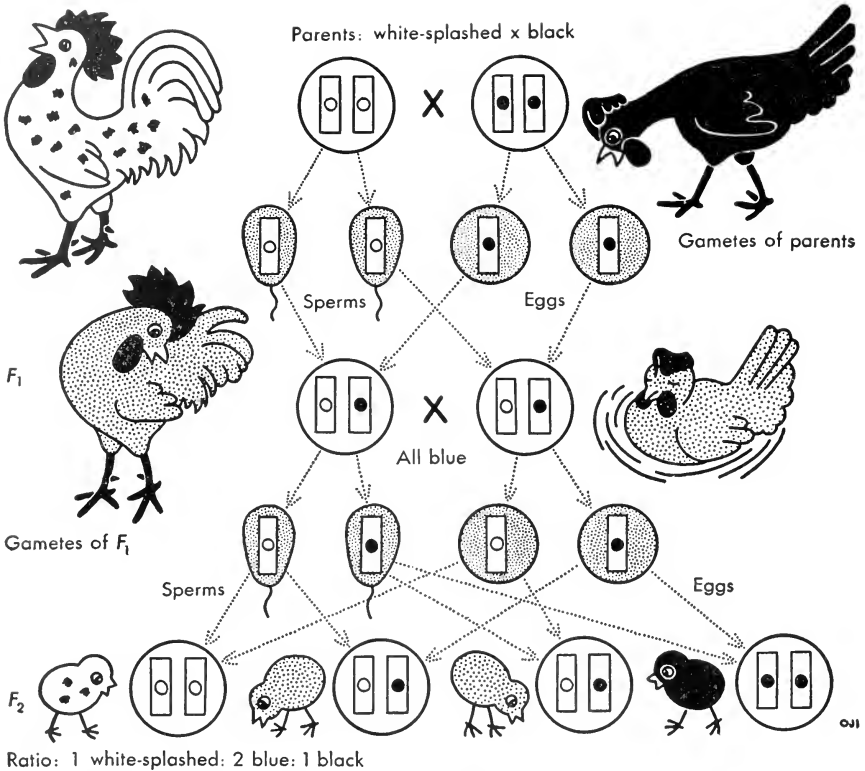 Parents: white-splashed x black
X
Gametes of parents
Sperms
Eggs
F₁
X
All blue
Gametes of F₁
Sperms
Eggs
F₂
OJI
Ratio: 1 white-splashed: 2 blue: 1 black